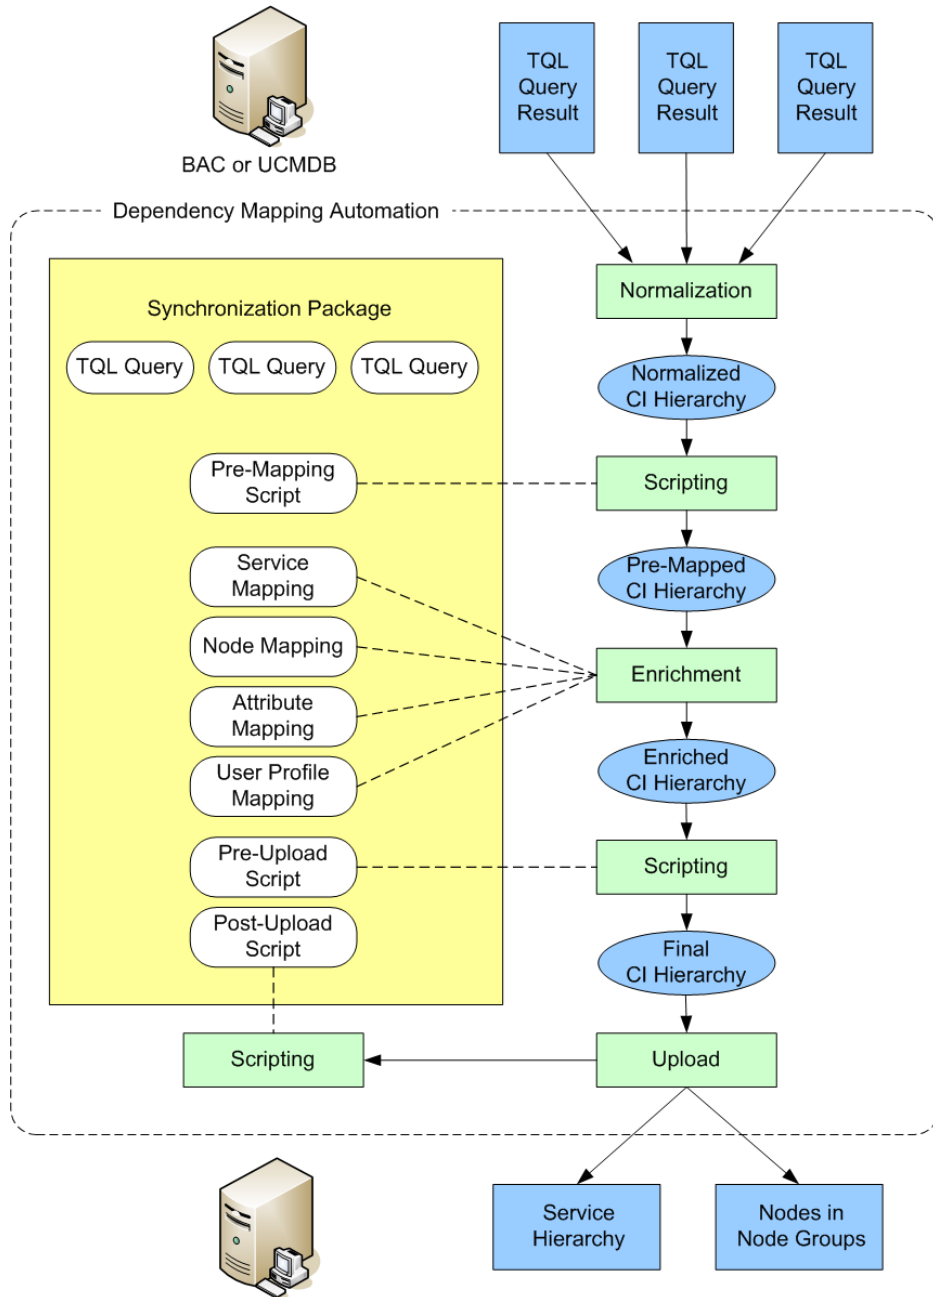 TQL
Query
Result
TQL
Query
Result
TQL
Query
Result
BAC or UCMDB
Dependency Mapping Automation
Synchronization Package
TQL Query
TQL Query
TQL Query
Normalization
Normalized
CI Hierarchy
Pre-Mapping
Script
Scripting
Service
Mapping
Pre-Mapped
CI Hierarchy
Node Mapping
Enrichment
Attribute
Mapping
User Profile
Mapping
Enriched
CI Hierarchy
Pre-Upload
Script
Scripting
Post-Upload
Script
Final
CI Hierarchy
Scripting
Upload
Service
Hierarchy
Nodes in
Node Groups